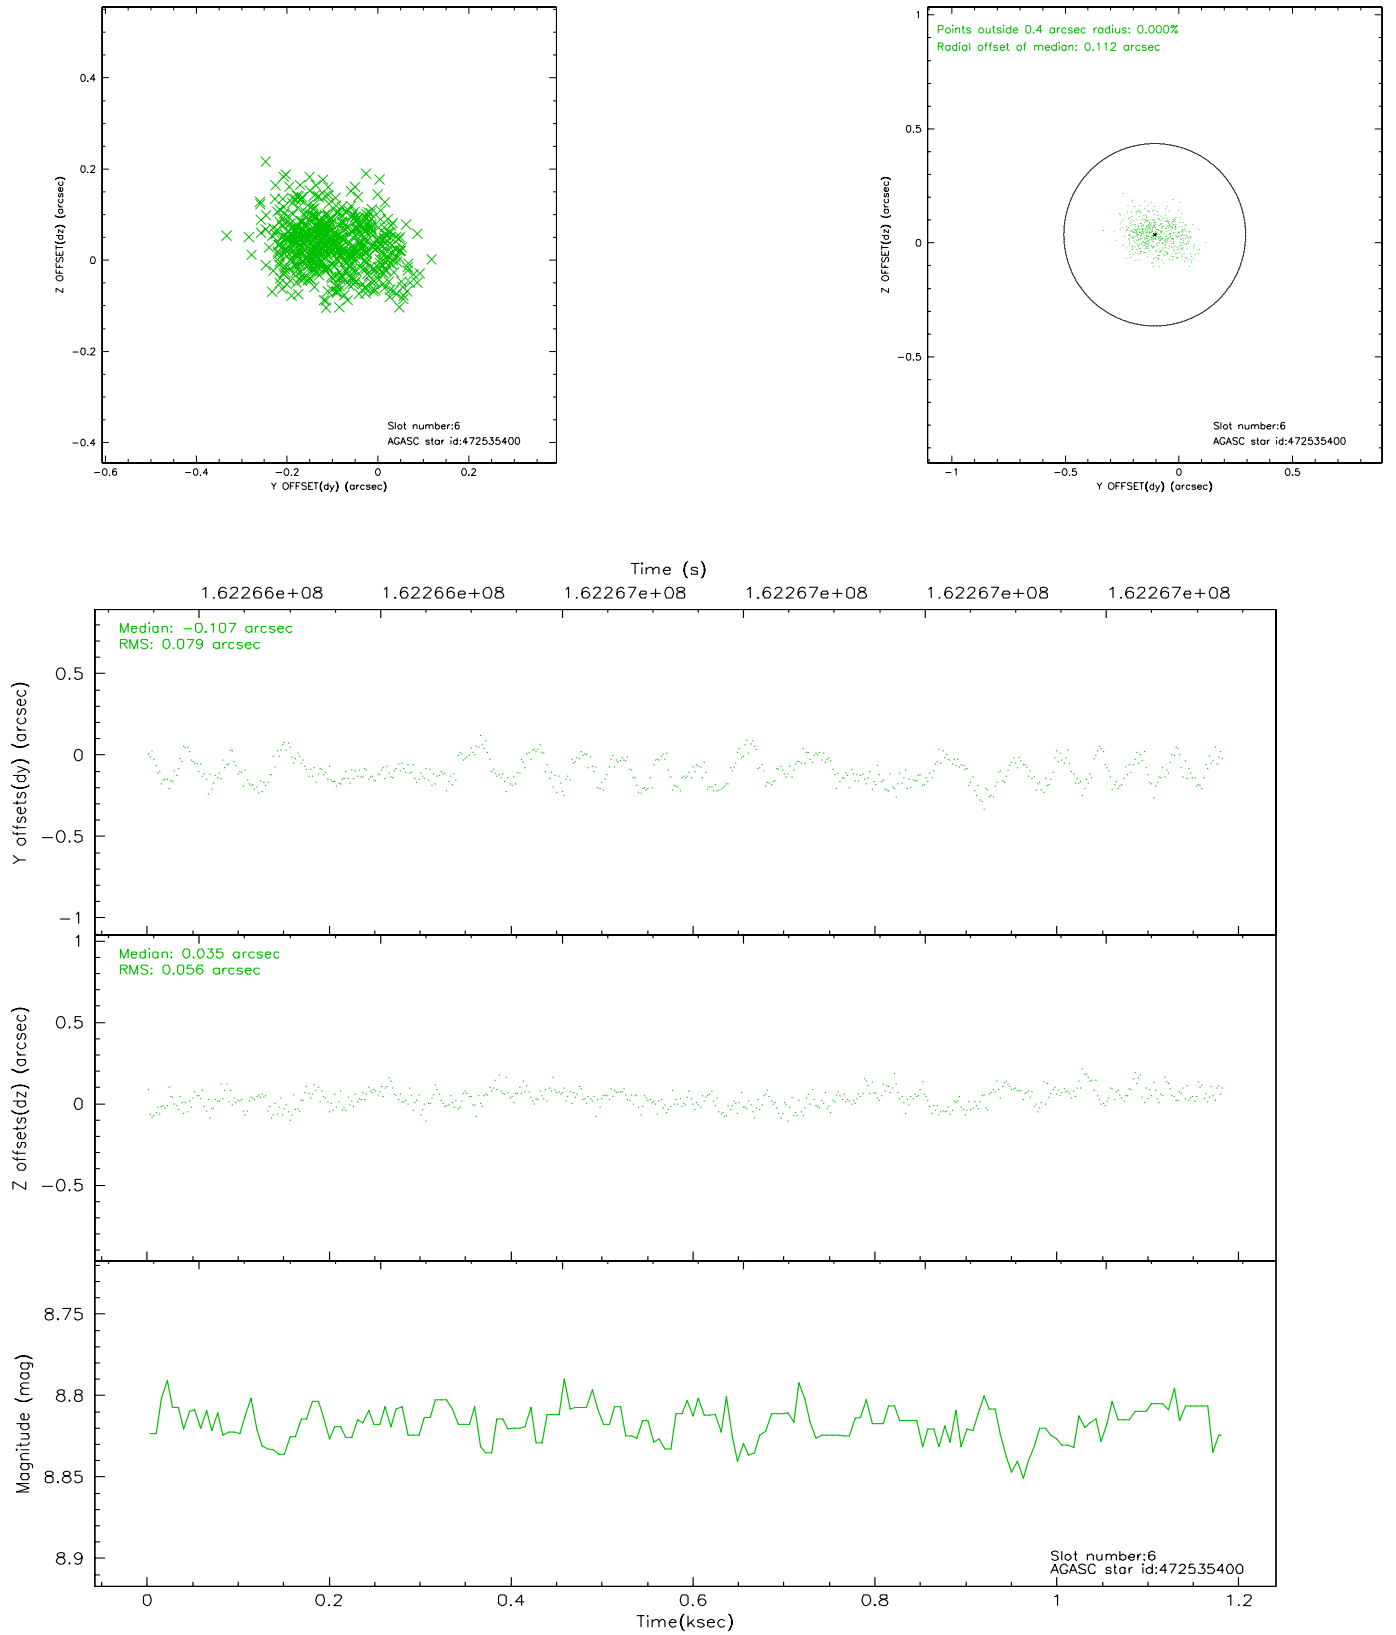 0.4
0.2
0
−0.2
−0.4
Z OFFSET(dz) (arcsec)
Slot number:6
AGASC star id:472535400
−0.6 −0.4 −0.2 0 0.2
Y OFFSET(dy) (arcsec)
Points outside 0.4 arcsec radius: 0.000%
Radial offset of median: 0.112 arcsec
1
0.5
0
−0.5
Z OFFSET(dz) (arcsec)
Slot number:6
AGASC star id:472535400
−1 −0.5 0 0.5
Y OFFSET(dy) (arcsec)
Time (s)
1.62266e+08 1.62266e+08 1.62267e+08 1.62267e+08 1.62267e+08 1.62267e+08
Median: −0.107 arcsec
RMS: 0.079 arcsec
0.5
0
−0.5
−1
Y offsets(dy) (arcsec)
Median: 0.035 arcsec
RMS: 0.056 arcsec
1
0.5
0
−0.5
Z offsets(dz) (arcsec)
8.75
8.8
8.85
8.9
Magnitude (mag)
Slot number:6
AGASC star id:472535400
0 0.2 0.4 0.6 0.8 1 1.2
Time(ksec)